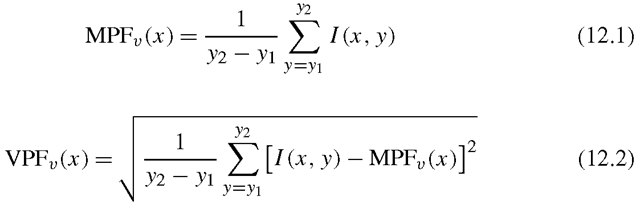 MPF_v(x) = \frac{1}{y_2 - y_1} \sum_{y=y_1}^{y_2} I(x, y) (12.1)
VPF_v(x) = \sqrt{\frac{1}{y_2 - y_1} \sum_{y=y_1}^{y_2} [I(x, y) - MPF_v(x)]^2} (12.2)